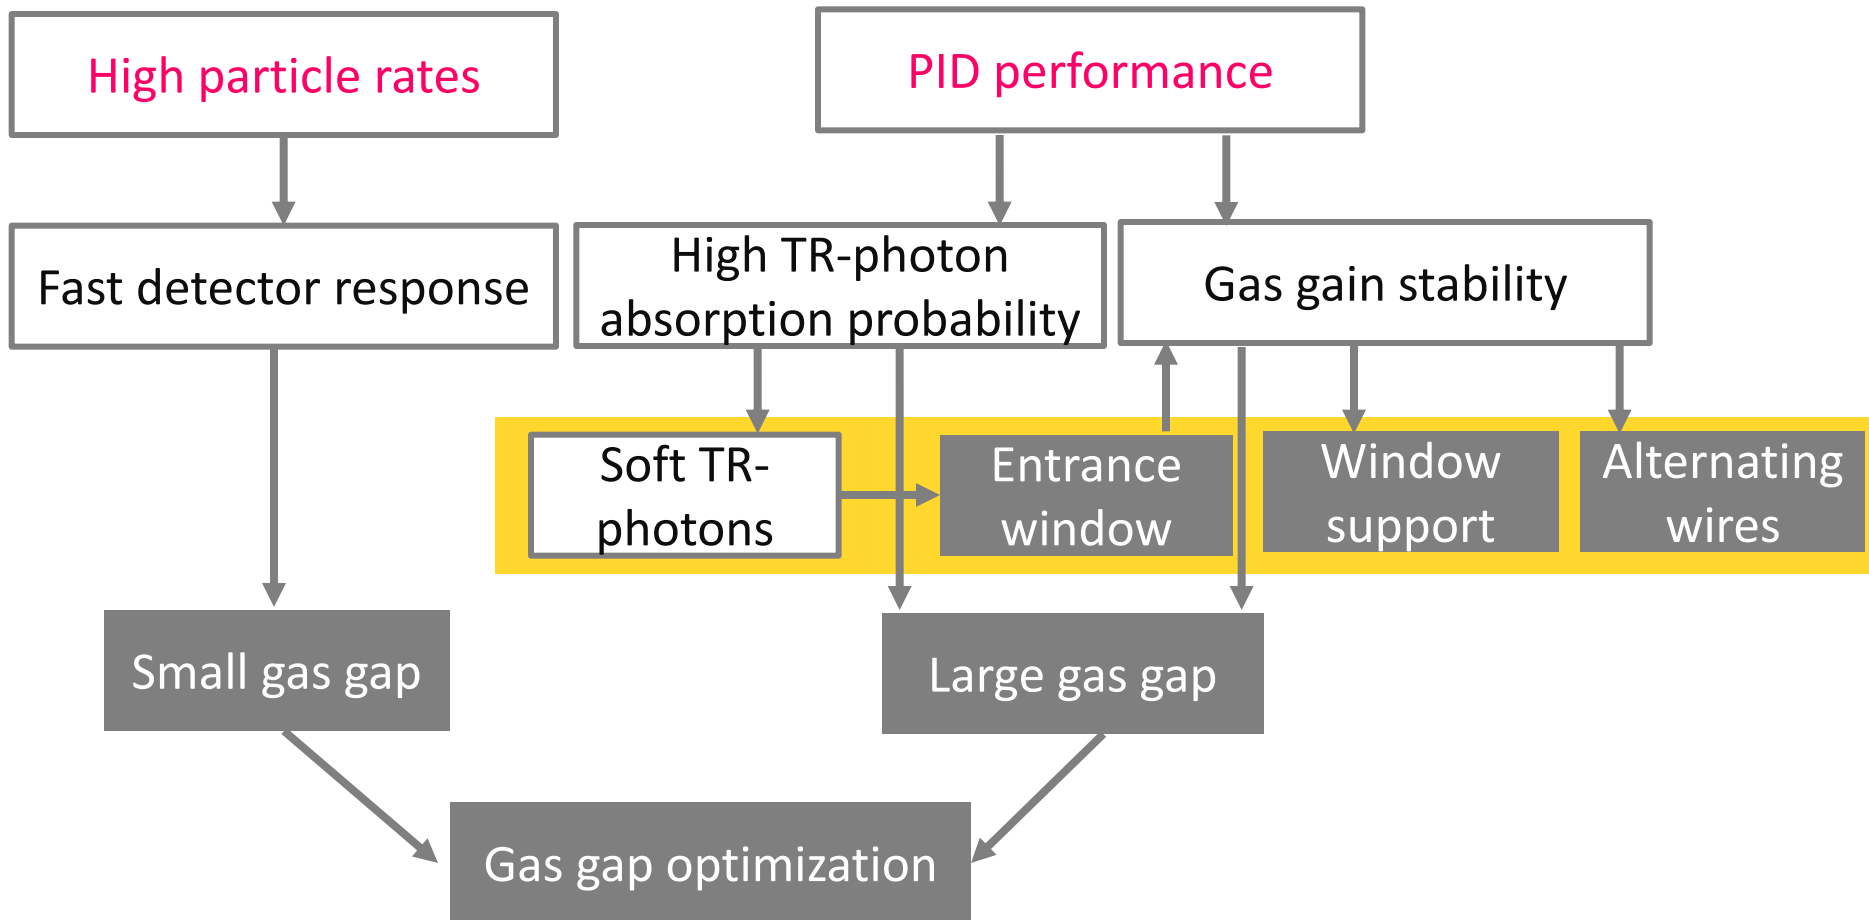 High particle rates
PID performance
Fast detector response
High TR-photon
absorption probability
Gas gain stability
Soft TR-
photons
Entrance
window
Window
support
Alternating
wires
Small gas gap
Large gas gap
Gas gap optimization